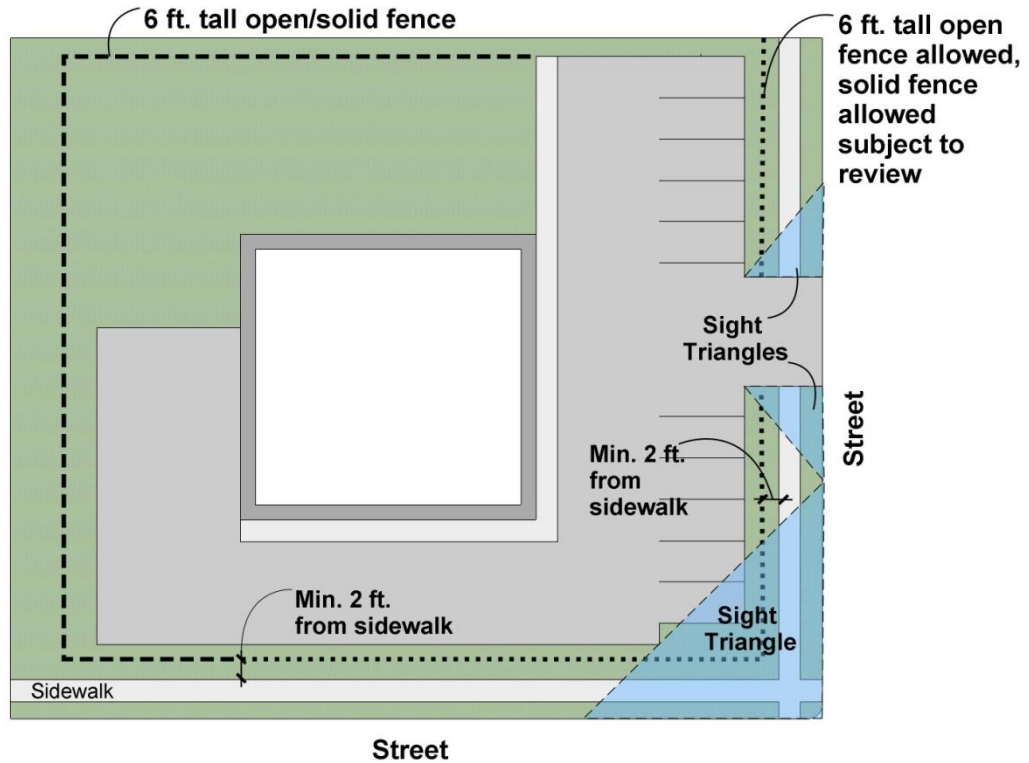 6 ft. tall open/solid fence
6 ft. tall open
fence allowed,
solid fence
allowed
subject to
review
Sight
Triangles
Street
Min. 2 ft.
from
sidewalk
Min. 2 ft.
from sidewalk
Sight
Triangle
Sidewalk
Street